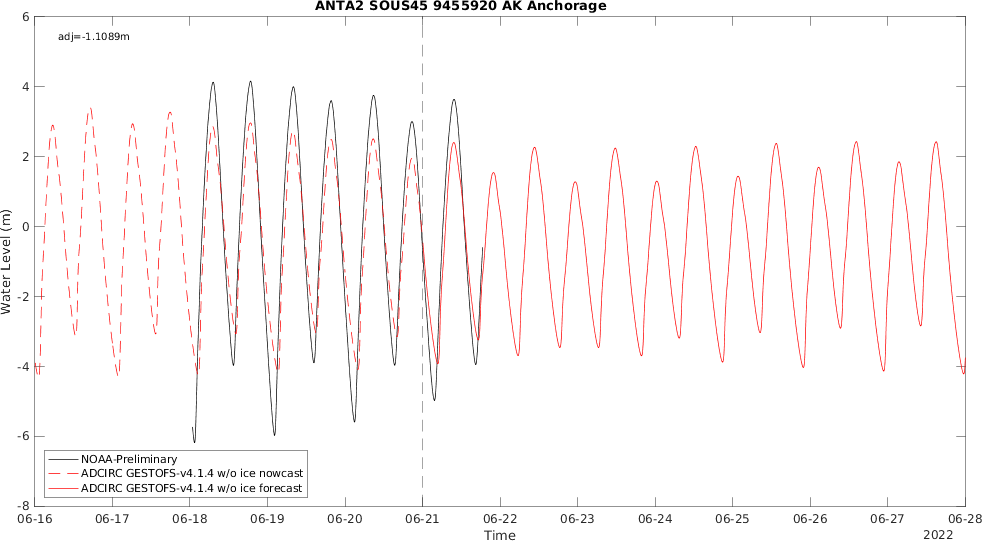 ANTA2 SOUS45 9455920 AK Anchorage
adj=-1.1089m
6
4
2
0
-2
-4
-6
-8
Water Level (m)
NOAA-Preliminary
ADCIRC GESTOFS-v4.1.4 w/o ice nowcast
ADCIRC GESTOFS-v4.1.4 w/o ice forecast
06-16 06-17 06-18 06-19 06-20 06-21 06-22 06-23 06-24 06-25 06-26 06-27 06-28
Time
2022